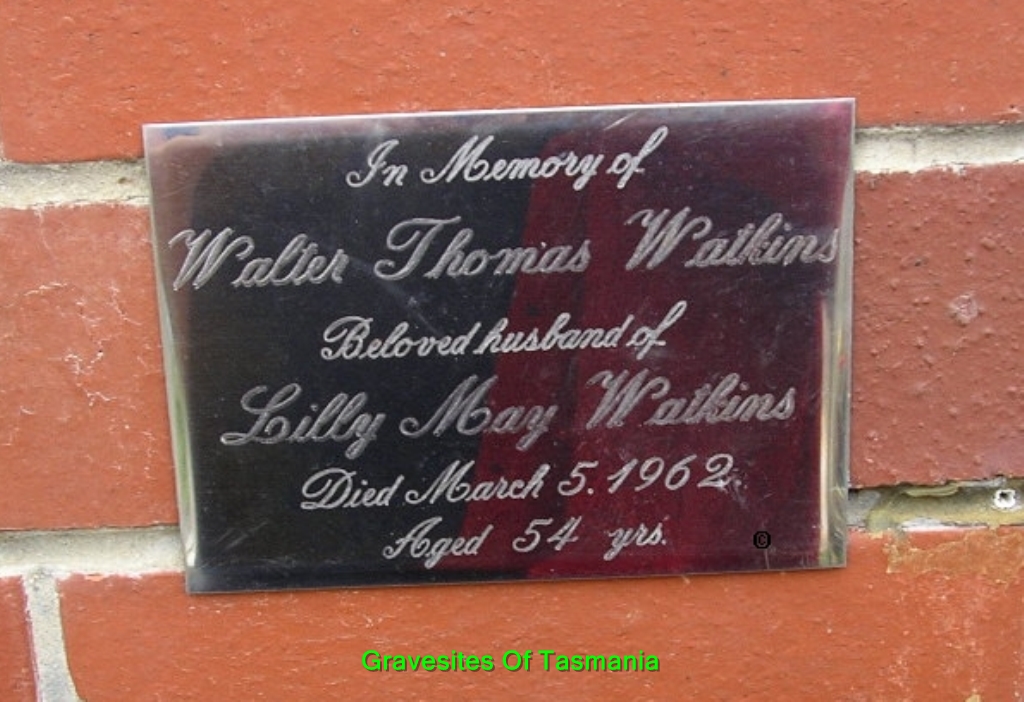 In Memory of
Walter Thomas Watkins
Beloved husband of
Lilly May Watkins
Died March 5. 1962.
Aged 54 yrs.
©
Gravesites Of Tasmania